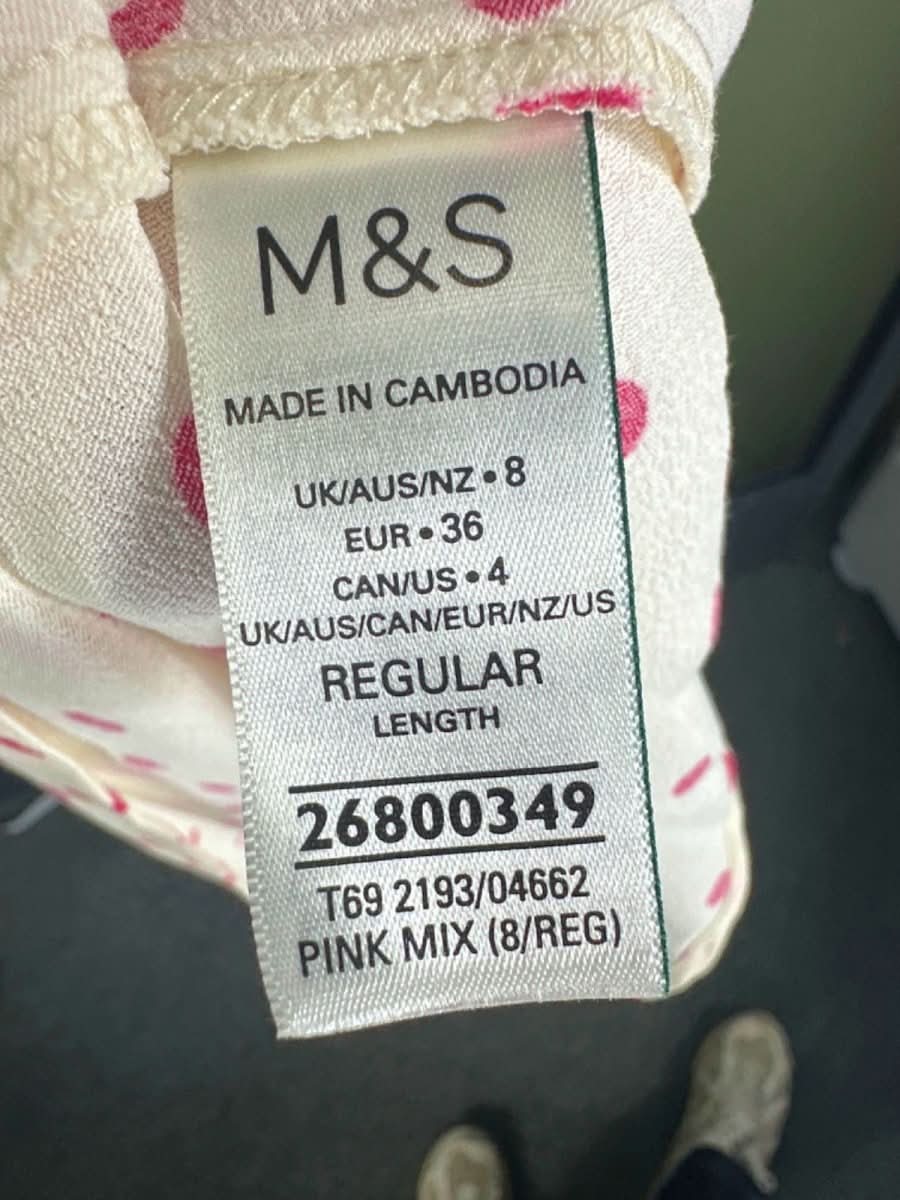 M&S
MADE IN CAMBODIA
UK/AUS/NZ • 8
EUR • 36
CAN/US • 4
UK/AUS/CAN/EUR/NZ/US
REGULAR
LENGTH
26800349
T69 2193/04662
PINK MIX (8/REG)